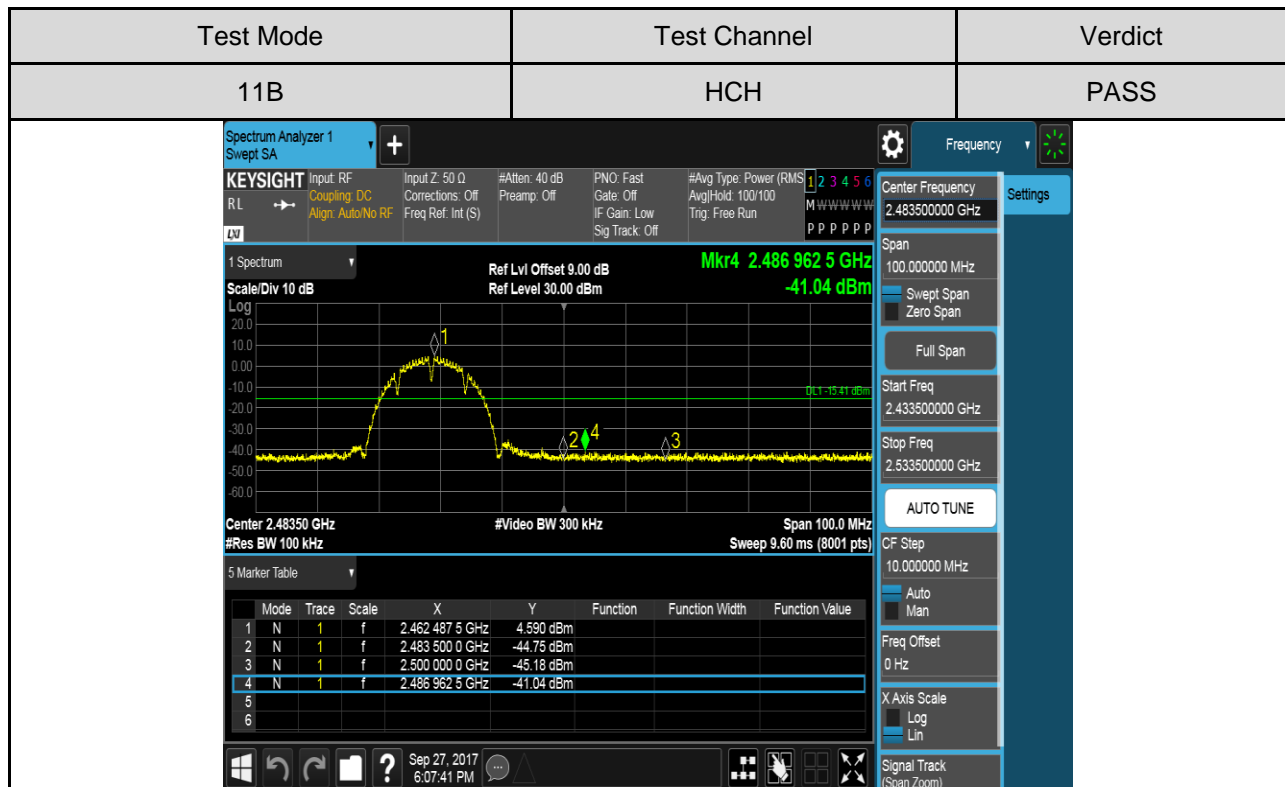 Test Mode Test Channel Verdict
11B HCH PASS
Spectrum Analyzer 1
Swept SA
+
Frequency
KEYSIGHT Input: RF Input Z: 50 Ω #Atten: 40 dB PNO: Fast #Avg Type: Power (RMS 1 2 3 4 5 6
RL Coupling: DC Corrections: Off Preamp: Off Gate: Off Avg|Hold: 100/100 M W W W W W
Align: Auto/No RF Freq Ref: Int (S) IF Gain: Low Trig: Free Run
LXI Sig Track: Off P P P P P P
1 Spectrum Ref Lvl Offset 9.00 dB Mkr4 2.486 962 5 GHz
Scale/Div 10 dB Ref Level 30.00 dBm -41.04 dBm
Log
20.0
10.0
0.00
-10.0
-20.0
-30.0
-40.0
-50.0
-60.0
1
DL1 -15.41 dBm
2 4 3
Center 2.48350 GHz #Video BW 300 kHz Span 100.0 MHz
#Res BW 100 kHz Sweep 9.60 ms (8001 pts)
5 Marker Table
Mode Trace Scale X Y Function Function Width Function Value
1 N 1 f 2.462 487 5 GHz 4.590 dBm
2 N 1 f 2.483 500 0 GHz -44.75 dBm
3 N 1 f 2.500 000 0 GHz -45.18 dBm
4 N 1 f 2.486 962 5 GHz -41.04 dBm
5
6
?
Sep 27, 2017
6:07:41 PM
Center Frequency
2.483500000 GHz
Settings
Span
100.000000 MHz
Swept Span
Zero Span
Full Span
Start Freq
2.433500000 GHz
Stop Freq
2.533500000 GHz
AUTO TUNE
CF Step
10.000000 MHz
Auto
Man
Freq Offset
0 Hz
X Axis Scale
Log
Lin
Signal Track
(Span Zoom)